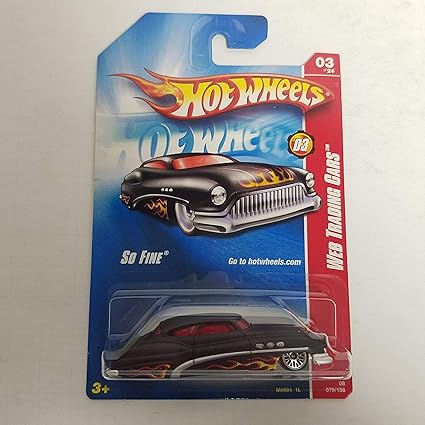 HOT WHEELS
03
/24
HOT WHEELS
03
WEB TRADING CARS™
SO FINE®
Go to hotwheels.com
3+
M6881 1L
08
079/196